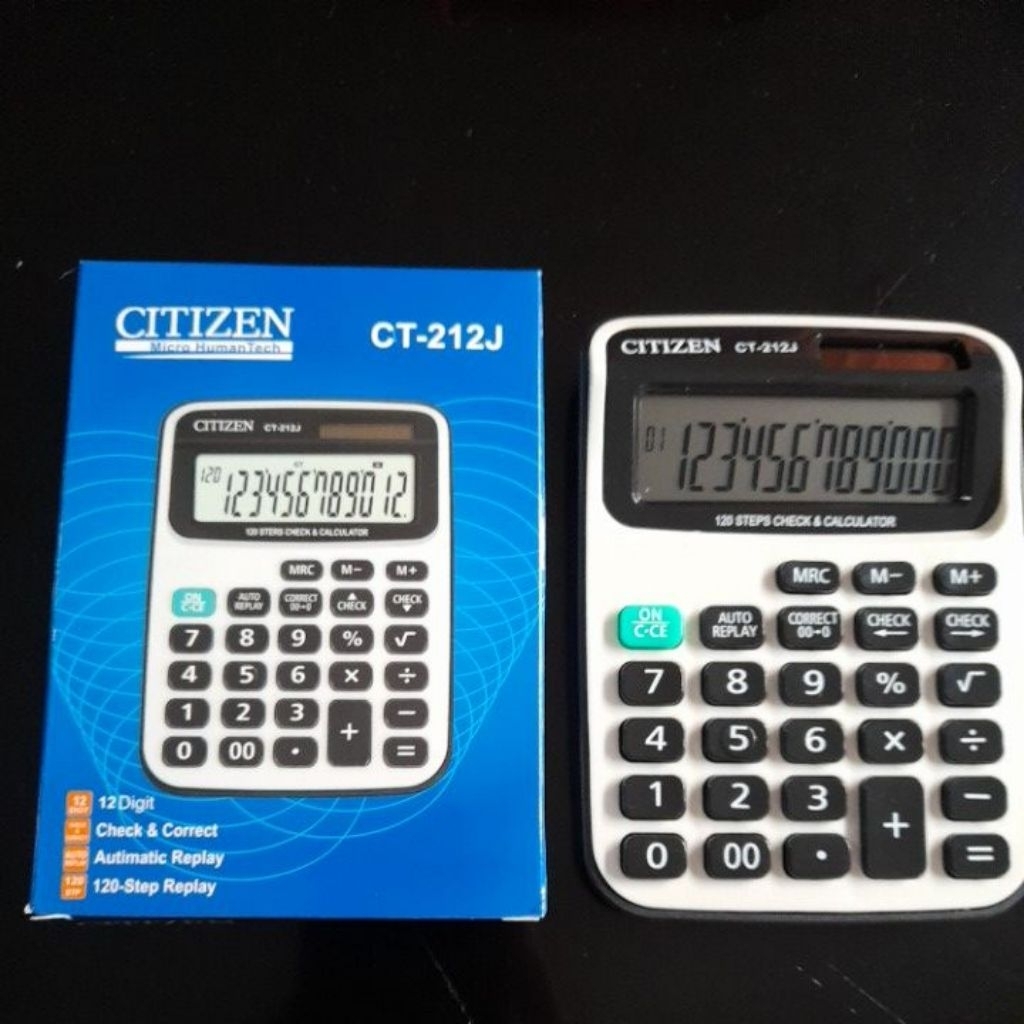 CITIZEN
Micro HumanTech
CT-212J
CITIZEN CT-212J
120
123456789012.
120 STEPS CHECK & CALCULATOR
MRC M− M+
ON C·CE AUTO REPLAY CORRECT 00→0 CHECK CHECK
7 8 9 % √
4 5 6 × ÷
1 2 3 + −
0 00 · =
12 Digit
Check & Correct
Autimatic Replay
120-Step Replay
CITIZEN CT-212J
01
123456789000
120 STEPS CHECK & CALCULATOR
MRC M− M+
ON C·CE AUTO REPLAY CORRECT 00→0 CHECK ← CHECK →
7 8 9 % √
4 5 6 × ÷
1 2 3 + −
0 00 · =